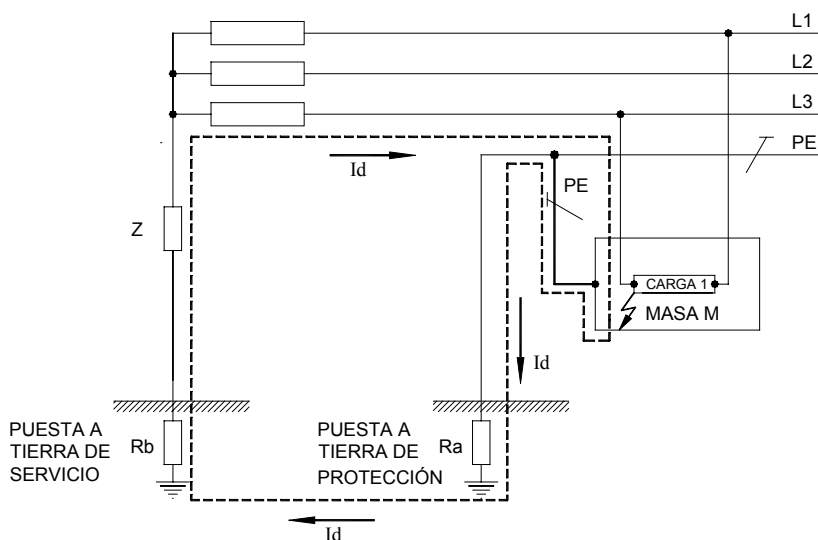 L1
L2
L3
PE
Id
PE
Z
CARGA 1
MASA M
Id
PUESTA A
TIERRA DE
SERVICIO
Rb
PUESTA A
TIERRA DE
PROTECCIÓN
Ra
Id